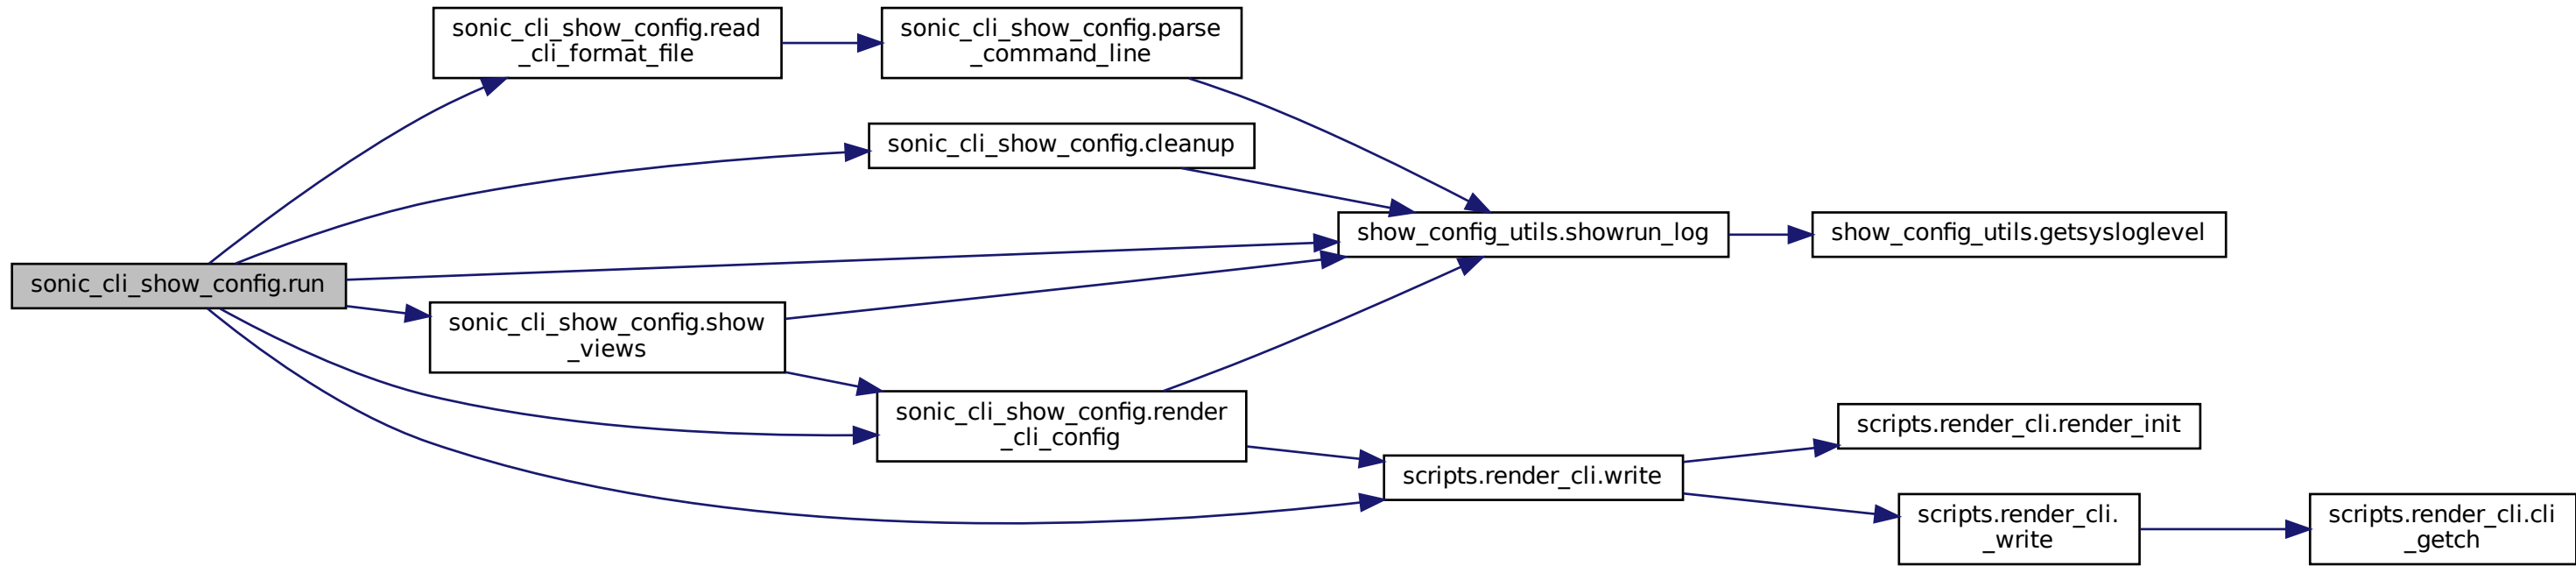 sonic_cli_show_config.read
_cli_format_file
sonic_cli_show_config.parse
_command_line
sonic_cli_show_config.cleanup
show_config_utils.showrun_log
show_config_utils.getsysloglevel
sonic_cli_show_config.run
sonic_cli_show_config.show
_views
sonic_cli_show_config.render
_cli_config
scripts.render_cli.render_init
scripts.render_cli.write
scripts.render_cli.
_write
scripts.render_cli.cli
_getch